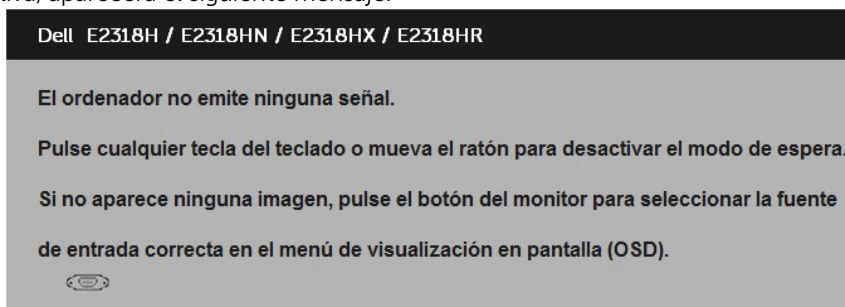 aparecerá el siguiente mensaje.
Dell E2318H / E2318HN / E2318HX / E2318HR
El ordenador no emite ninguna señal.
Pulse cualquier tecla del teclado o mueva el ratón para desactivar el modo de espera.
Si no aparece ninguna imagen, pulse el botón del monitor para seleccionar la fuente
de entrada correcta en el menú de visualización en pantalla (OSD).